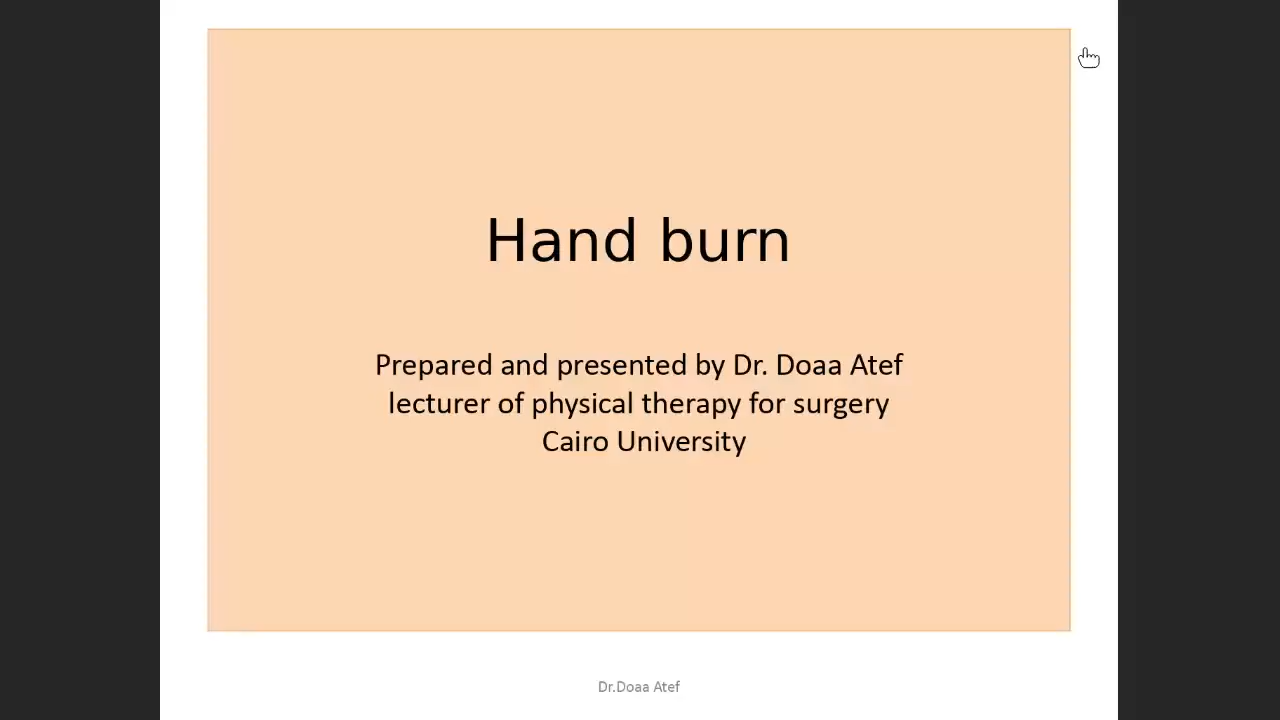 Hand burn
Prepared and presented by Dr. Doaa Atef
lecturer of physical therapy for surgery
Cairo University
Dr.Doaa Atef